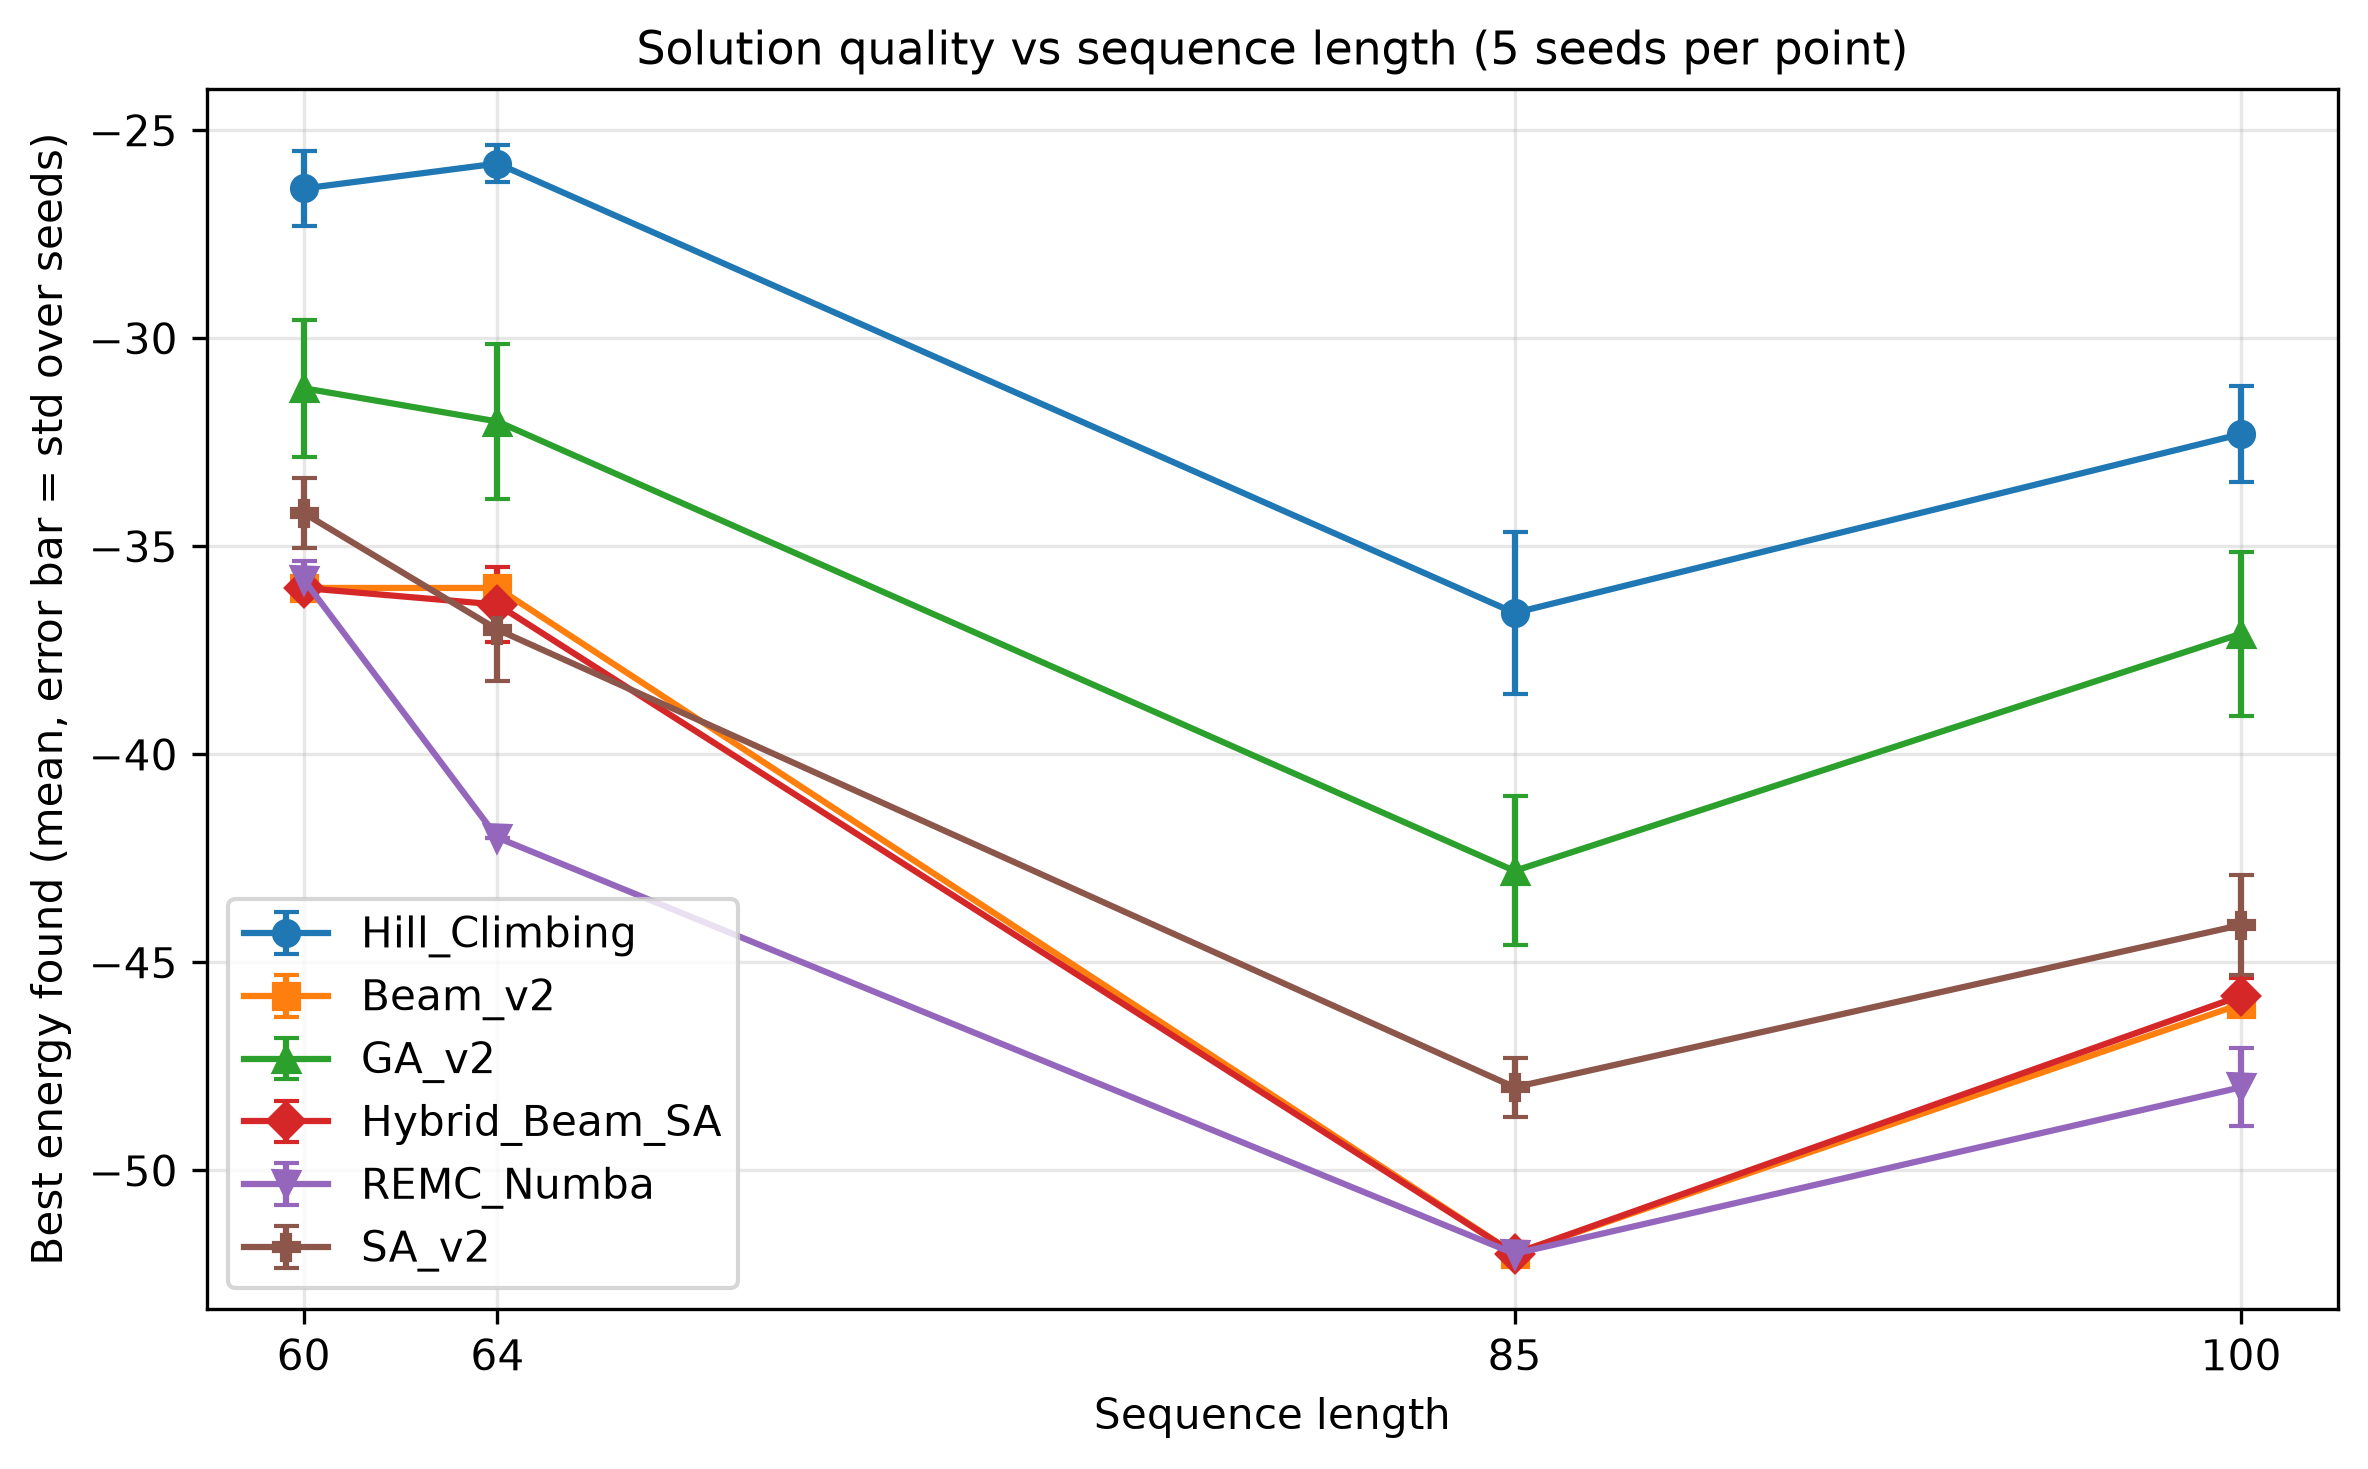 Solution quality vs sequence length (5 seeds per point)
Best energy found (mean, error bar = std over seeds)
−25
−30
−35
−40
−45
−50
Hill_Climbing
Beam_v2
GA_v2
Hybrid_Beam_SA
REMC_Numba
SA_v2
60 64 85 100
Sequence length